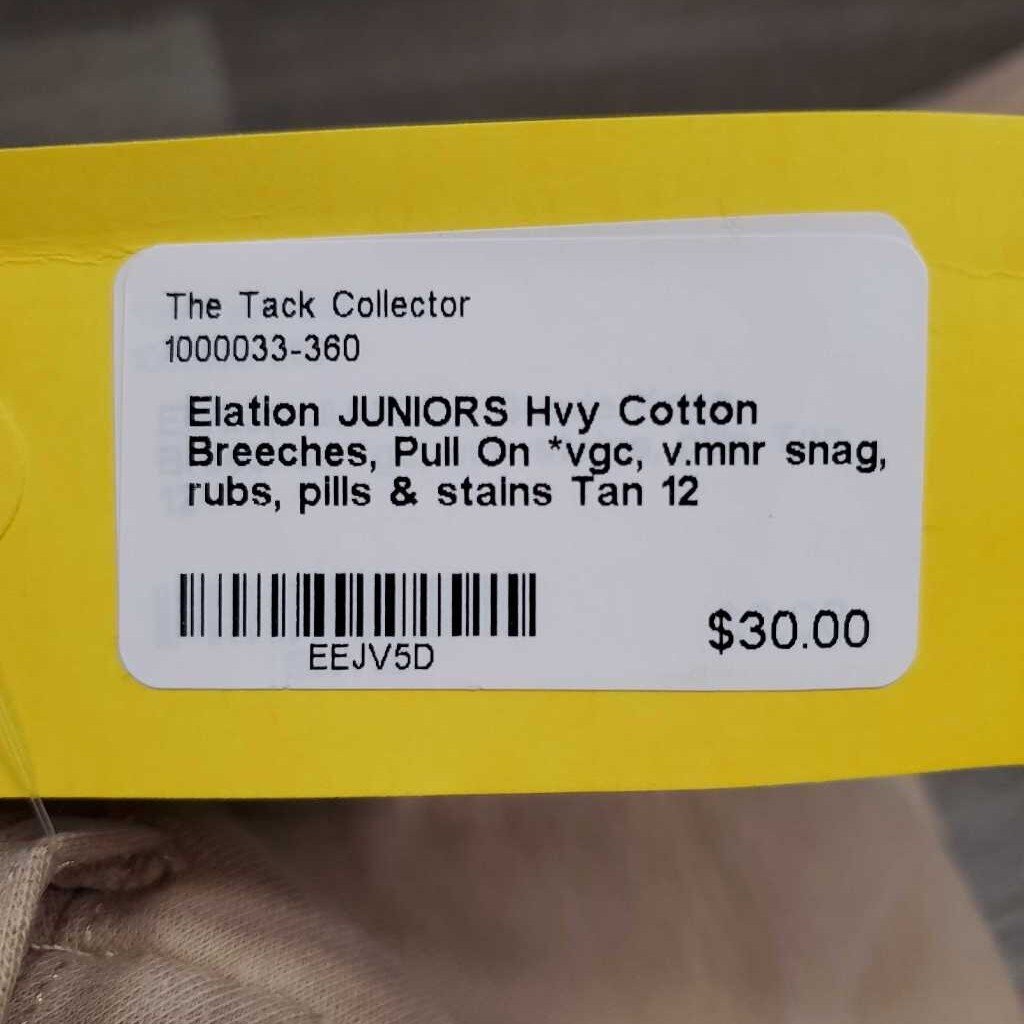 The Tack Collector
1000033-360
Elation JUNIORS Hvy Cotton
Breeches, Pull On *vgc, v.mnr snag,
rubs, pills & stains Tan 12
EEJV5D
$30.00